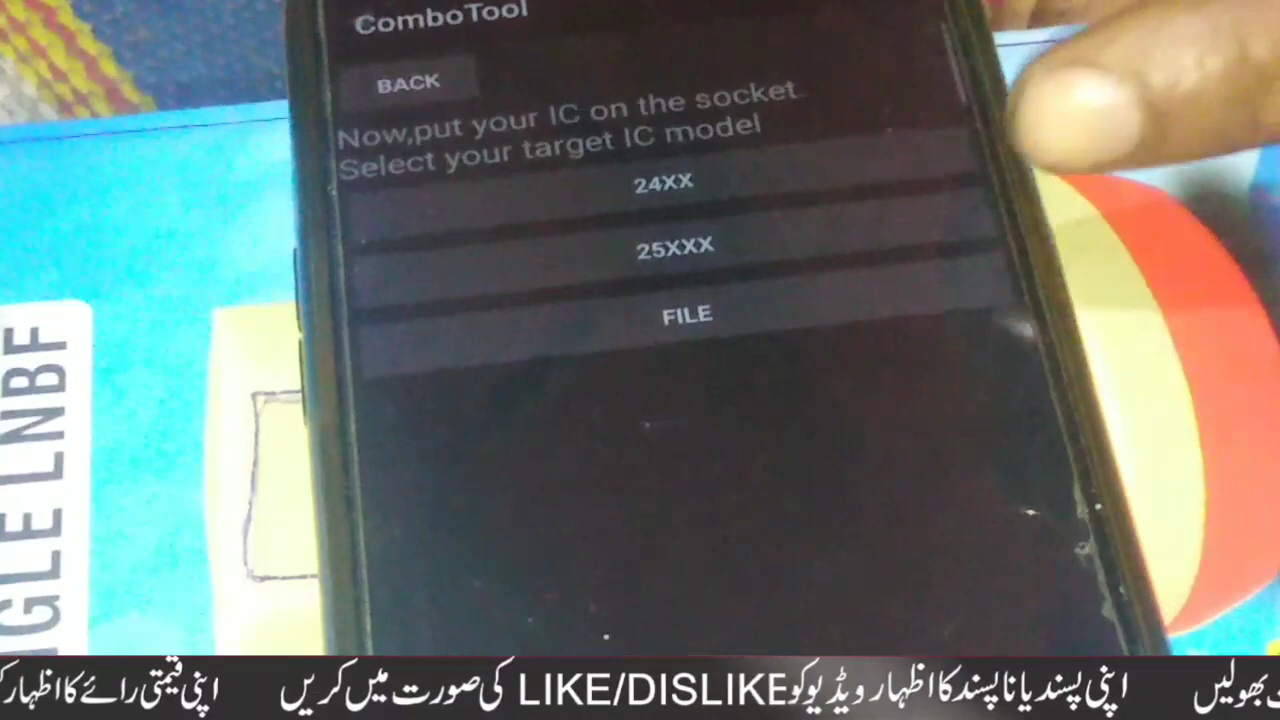 ComboTool
BACK
Now,put your IC on the socket
Select your target IC model
24XX
25XXX
FILE
GLE LNBF
بھولیں اپنی پسند یا ناپسند کا اظہار ویڈیو کو LIKE/DISLIKE کی صورت میں کریں اپنی قیمتی رائے کا اظہار